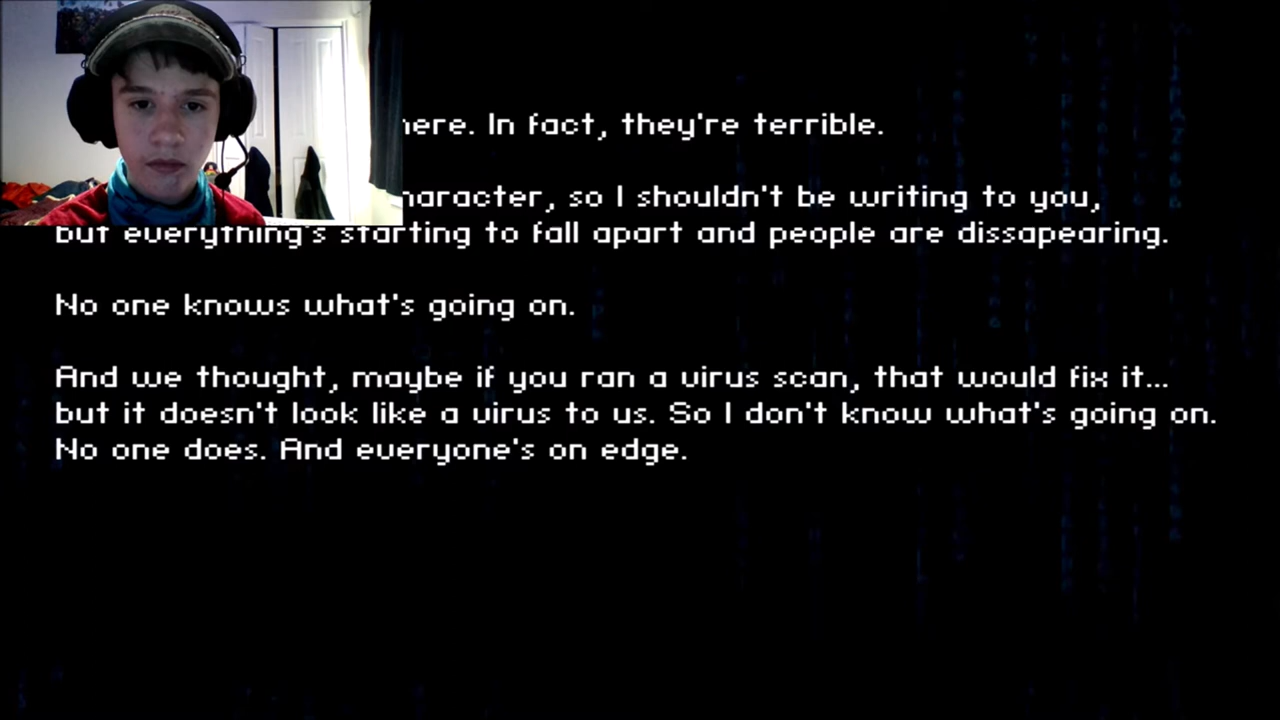 In fact, they're terrible.
so I shouldn't be writing to you,
but everything's starting to fall apart and people are dissapearing.
No one knows what's going on.
And we thought, maybe if you ran a virus scan, that would fix it...
but it doesn't look like a virus to us. So I don't know what's going on.
No one does. And everyone's on edge.